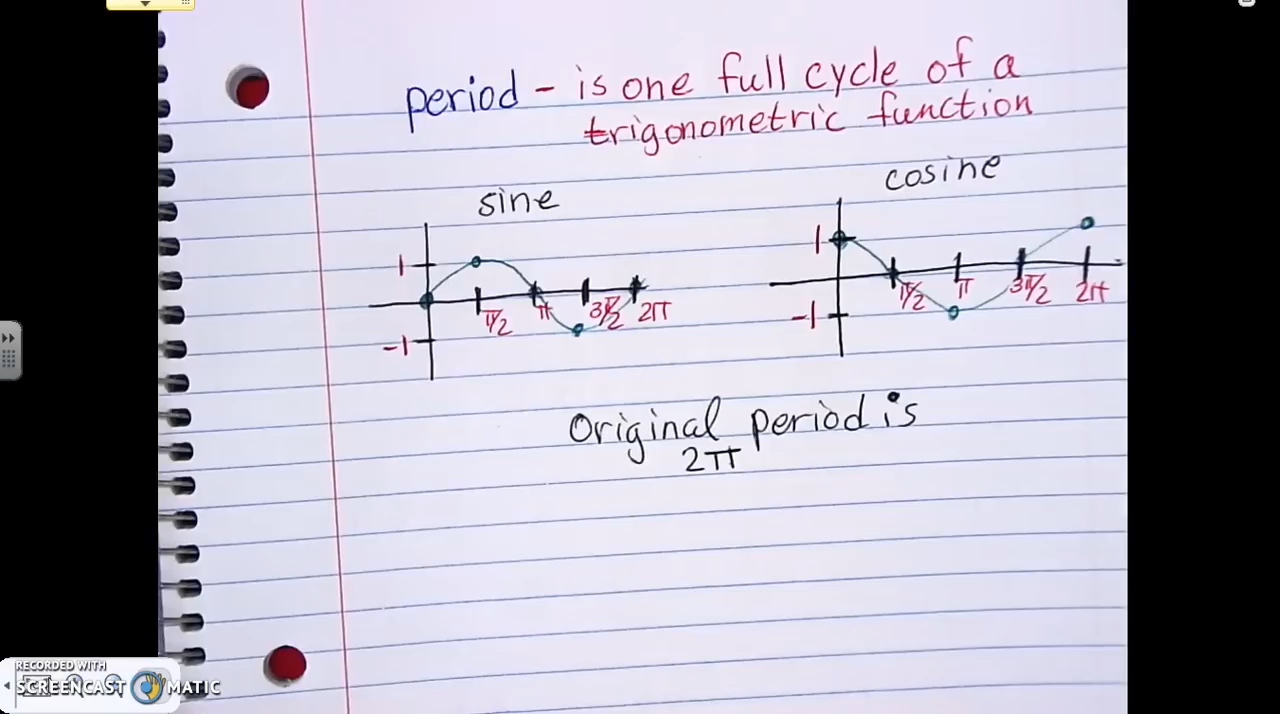 period - is one full cycle of a
trigonometric function
sine
cosine
1
-1
π/2
π
3π/2
2π
1
-1
π/2
π
3π/2
2π
Original period is
2π
RECORDED WITH
SCREENCAST MATIC